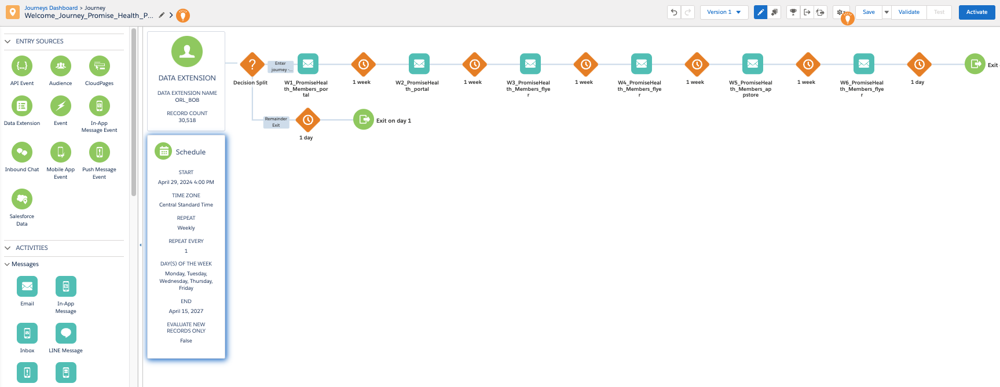 Journeys Dashboard > Journey
Welcome_Journey_Promise_Health_P...
Version 1
Save
Validate
Test
Activate
ENTRY SOURCES
API Event
Audience
CloudPages
Data Extension
Event
In-App
Message Event
Inbound Chat
Mobile App
Event
Push Message
Event
Salesforce
Data
ACTIVITIES
Messages
Email
In-App
Message
Inbox
LINE Message
DATA EXTENSION
DATA EXTENSION NAME
ORL_BOB
RECORD COUNT
30,518
Schedule
START
April 29, 2024 4:00 PM
TIME ZONE
Central Standard Time
REPEAT
Weekly
REPEAT EVERY
1
DAY(S) OF THE WEEK
Monday, Tuesday,
Wednesday, Thursday,
Friday
END
April 15, 2027
EVALUATE NEW
RECORDS ONLY
False
?
Decision Split
Enter
journey -...
W1_PromiseHeal
th_Members_por
tal
1 week
W2_PromiseHeal
th_portal
1 week
W3_PromiseHeal
th_Members_flye
r
1 week
W4_PromiseHeal
th_Members_flye
r
1 week
W5_PromiseHeal
th_Members_ap
pstore
1 week
W6_PromiseHeal
th_Members_flye
r
1 day
Exit
Remainder
Exit
1 day
Exit on day 1